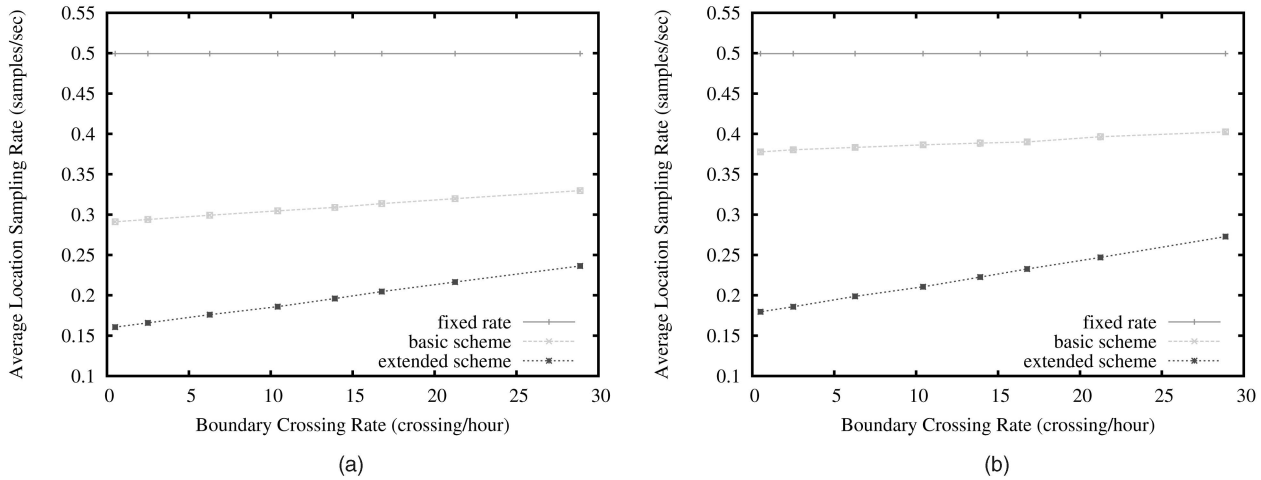 Average Location Sampling Rate (samples/sec)
0.55
0.5
0.45
0.4
0.35
0.3
0.25
0.2
0.15
0.1
fixed rate
basic scheme
extended scheme
0 5 10 15 20 25 30
Boundary Crossing Rate (crossing/hour)
(a)
Average Location Sampling Rate (samples/sec)
0.55
0.5
0.45
0.4
0.35
0.3
0.25
0.2
0.15
0.1
fixed rate
basic scheme
extended scheme
0 5 10 15 20 25 30
Boundary Crossing Rate (crossing/hour)
(b)